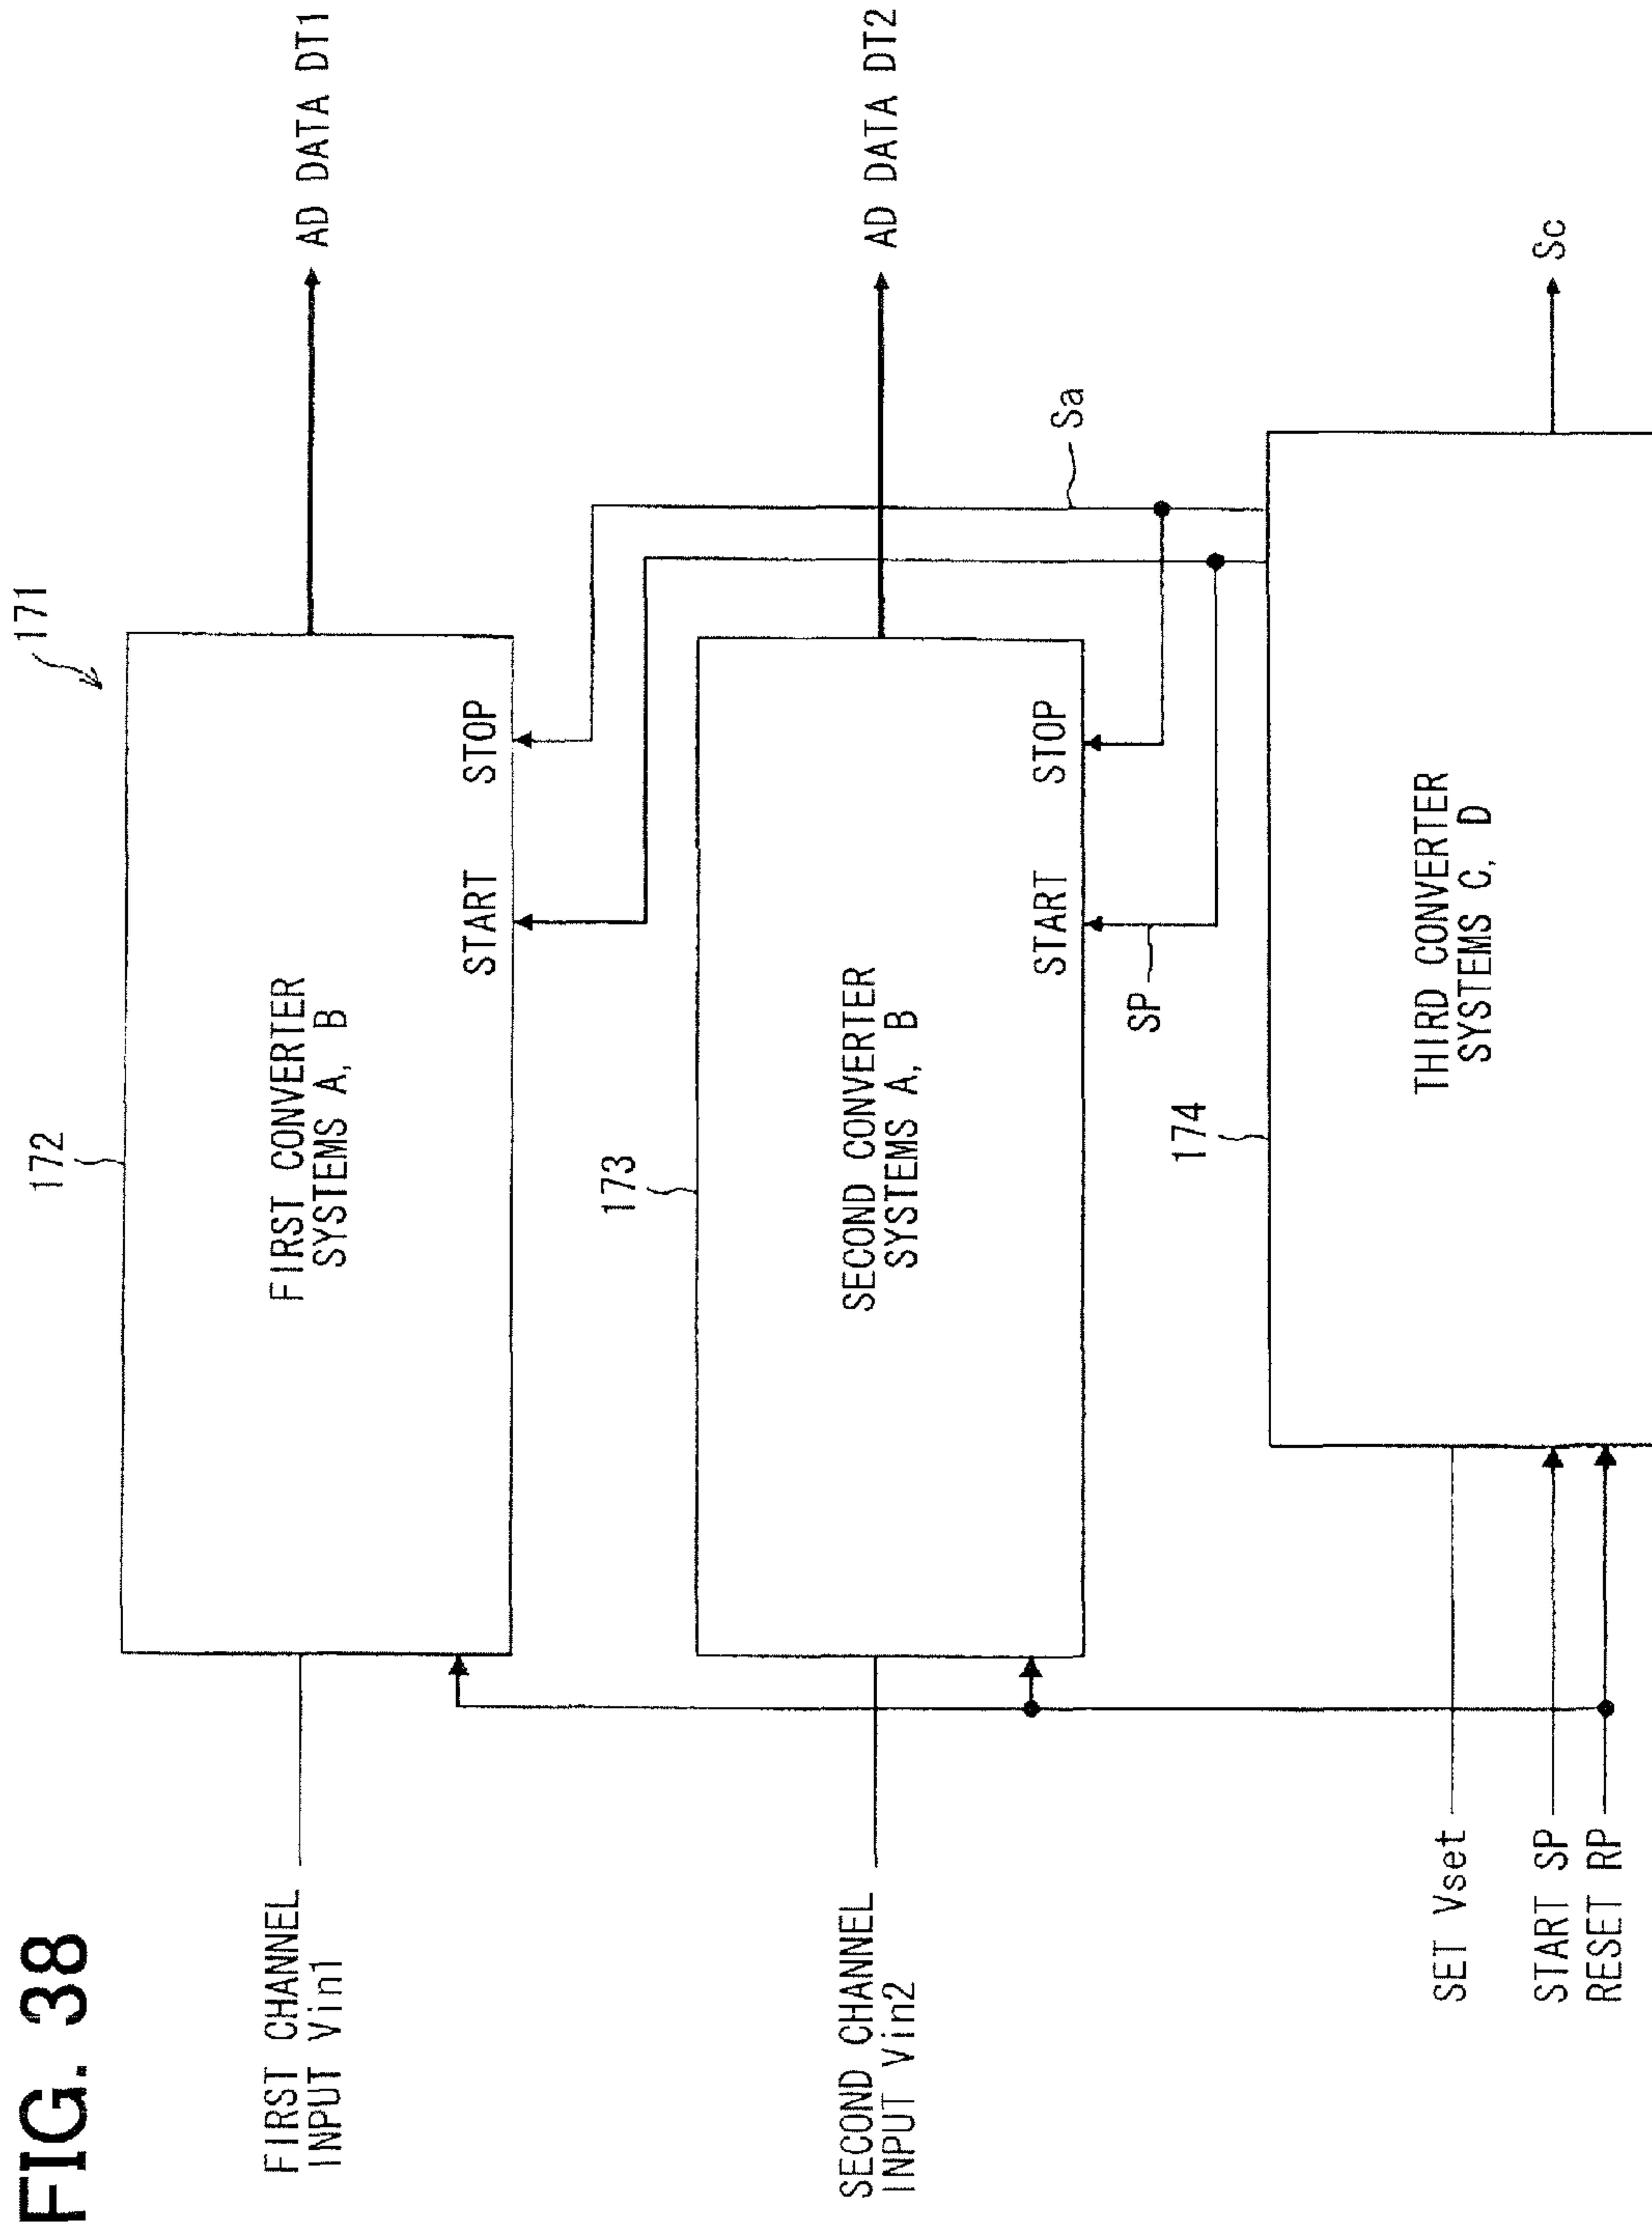 FIG. 38
171
172
FIRST CHANNEL
INPUT Vin1
FIRST CONVERTER
SYSTEMS A, B
START
STOP
AD DATA DT1
173
SECOND CHANNEL
INPUT Vin2
SECOND CONVERTER
SYSTEMS A, B
START
STOP
AD DATA DT2
SP
Sa
174
SET Vset
START SP
RESET RP
THIRD CONVERTER
SYSTEMS C, D
Sc